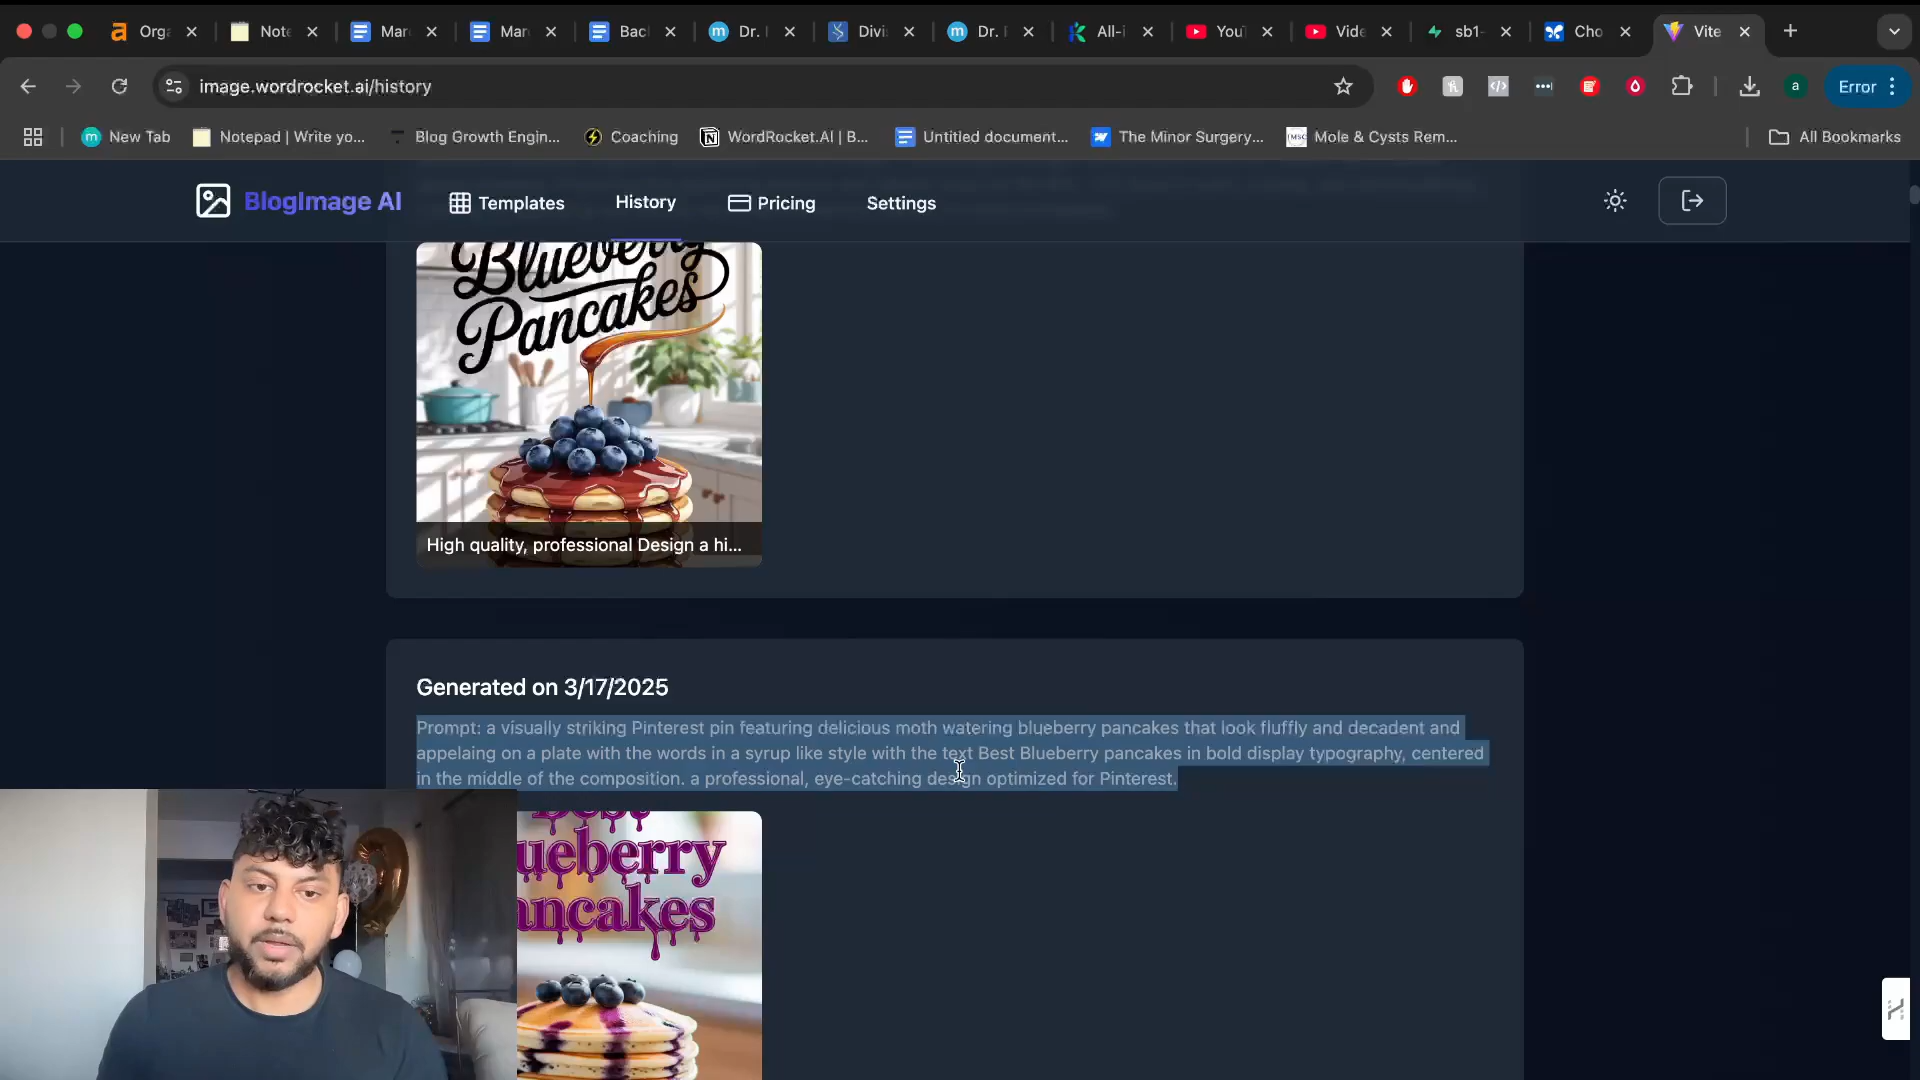 Orga
Note
Marc
Mar
Bac
Dr. I
Divi
Dr.
All-i
YouT
Vide
sb1-
Cho
Vite
image.wordrocket.ai/history
Error
a
New Tab
Notepad | Write yo...
Blog Growth Engin...
Coaching
WordRocket.AI | B...
Untitled document...
The Minor Surgery...
Mole & Cysts Rem...
All Bookmarks
BlogImage AI
Templates
History
Pricing
Settings
Blueberry
Pancakes
High quality, professional Design a hi...
Generated on 3/17/2025
Prompt: a visually striking Pinterest pin featuring delicious moth watering blueberry pancakes that look fluffly and decadent and
appelaing on a plate with the words in a syrup like style with the text Best Blueberry pancakes in bold display typography, centered
in the middle of the composition. a professional, eye-catching design optimized for Pinterest.
Best
ueberry
ancakes